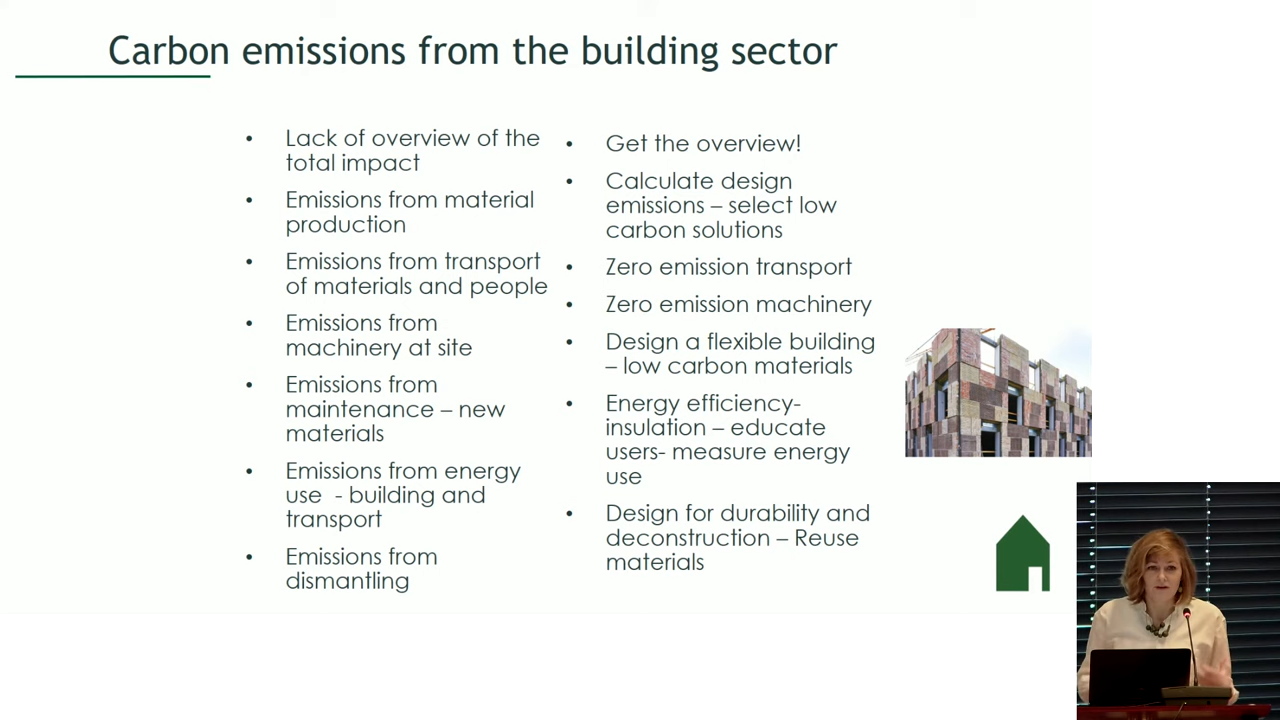 Carbon emissions from the building sector
• Lack of overview of the
total impact
• Emissions from material
production
• Emissions from transport
of materials and people
• Emissions from
machinery at site
• Emissions from
maintenance – new
materials
• Emissions from energy
use - building and
transport
• Emissions from
dismantling
• Get the overview!
• Calculate design
emissions – select low
carbon solutions
• Zero emission transport
• Zero emission machinery
• Design a flexible building
– low carbon materials
• Energy efficiency-
insulation – educate
users- measure energy
use
• Design for durability and
deconstruction – Reuse
materials